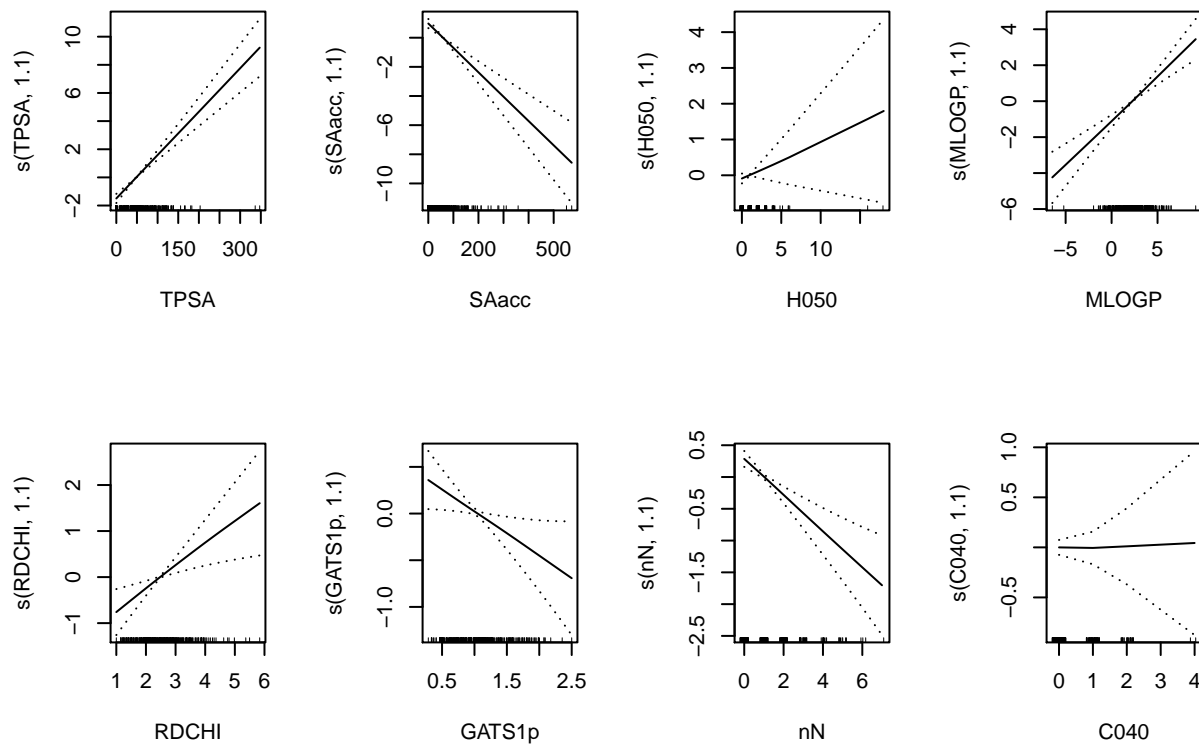 s(TPSA, 1.1)
−2 2 6 10
0 150 300
TPSA
s(SAacc, 1.1)
−10 −6 −2
0 200 500
SAacc
s(H050, 1.1)
0 1 2 3 4
0 5 10
H050
s(MLOGP, 1.1)
−6 −2 0 2 4
−5 0 5
MLOGP
s(RDCHI, 1.1)
−1 0 1 2
1 2 3 4 5 6
RDCHI
s(GATS1p, 1.1)
−1.0 0.0
0.5 1.5 2.5
GATS1p
s(nN, 1.1)
−2.5 −1.5 −0.5 0.5
0 2 4 6
nN
s(C040, 1.1)
−0.5 0.5 1.0
0 1 2 3 4
C040